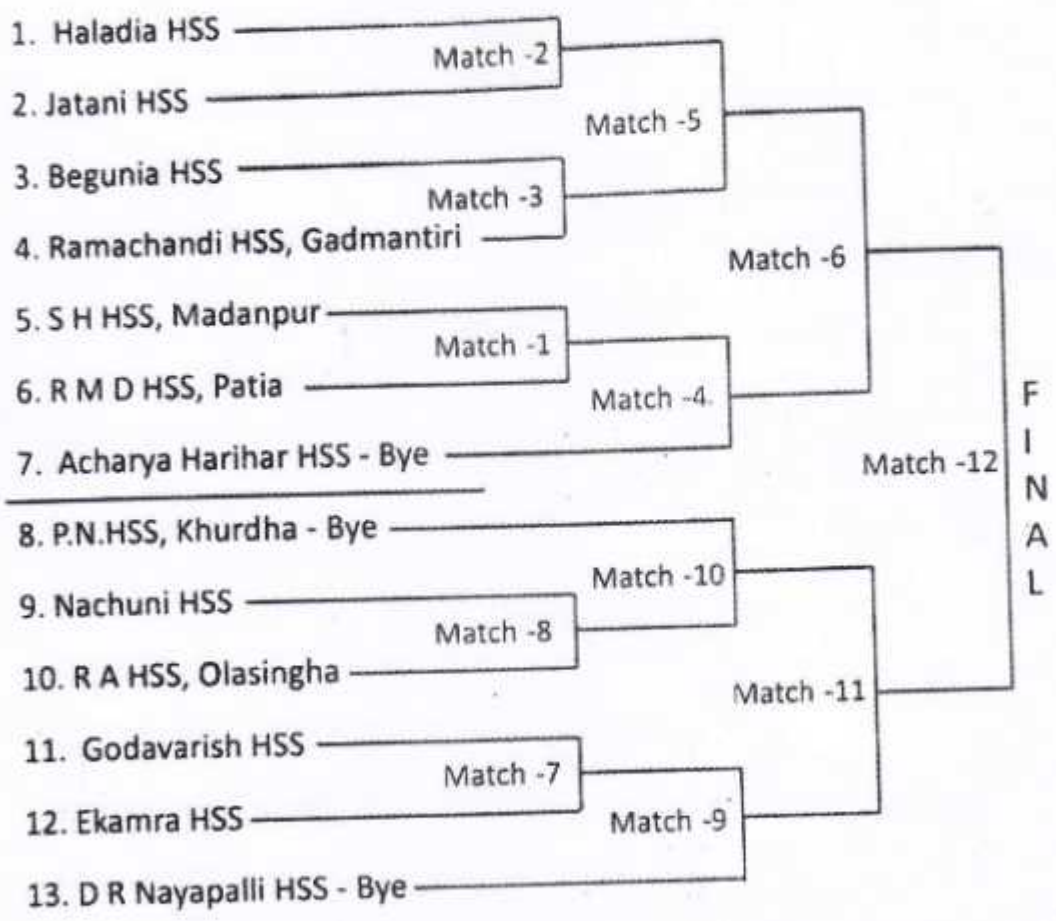 1. Haladia HSS
Match -2
2. Jatani HSS
Match -5
3. Begunia HSS
Match -3
4. Ramachandi HSS, Gadmantiri
Match -6
5. S H HSS, Madanpur
Match -1
6. R M D HSS, Patia
Match -4
7. Acharya Harihar HSS - Bye
Match -12
FINAL
8. P.N.HSS, Khurdha - Bye
Match -10
9. Nachuni HSS
Match -8
10. R A HSS, Olasingha
Match -11
11. Godavarish HSS
Match -7
12. Ekamra HSS
Match -9
13. D R Nayapalli HSS - Bye